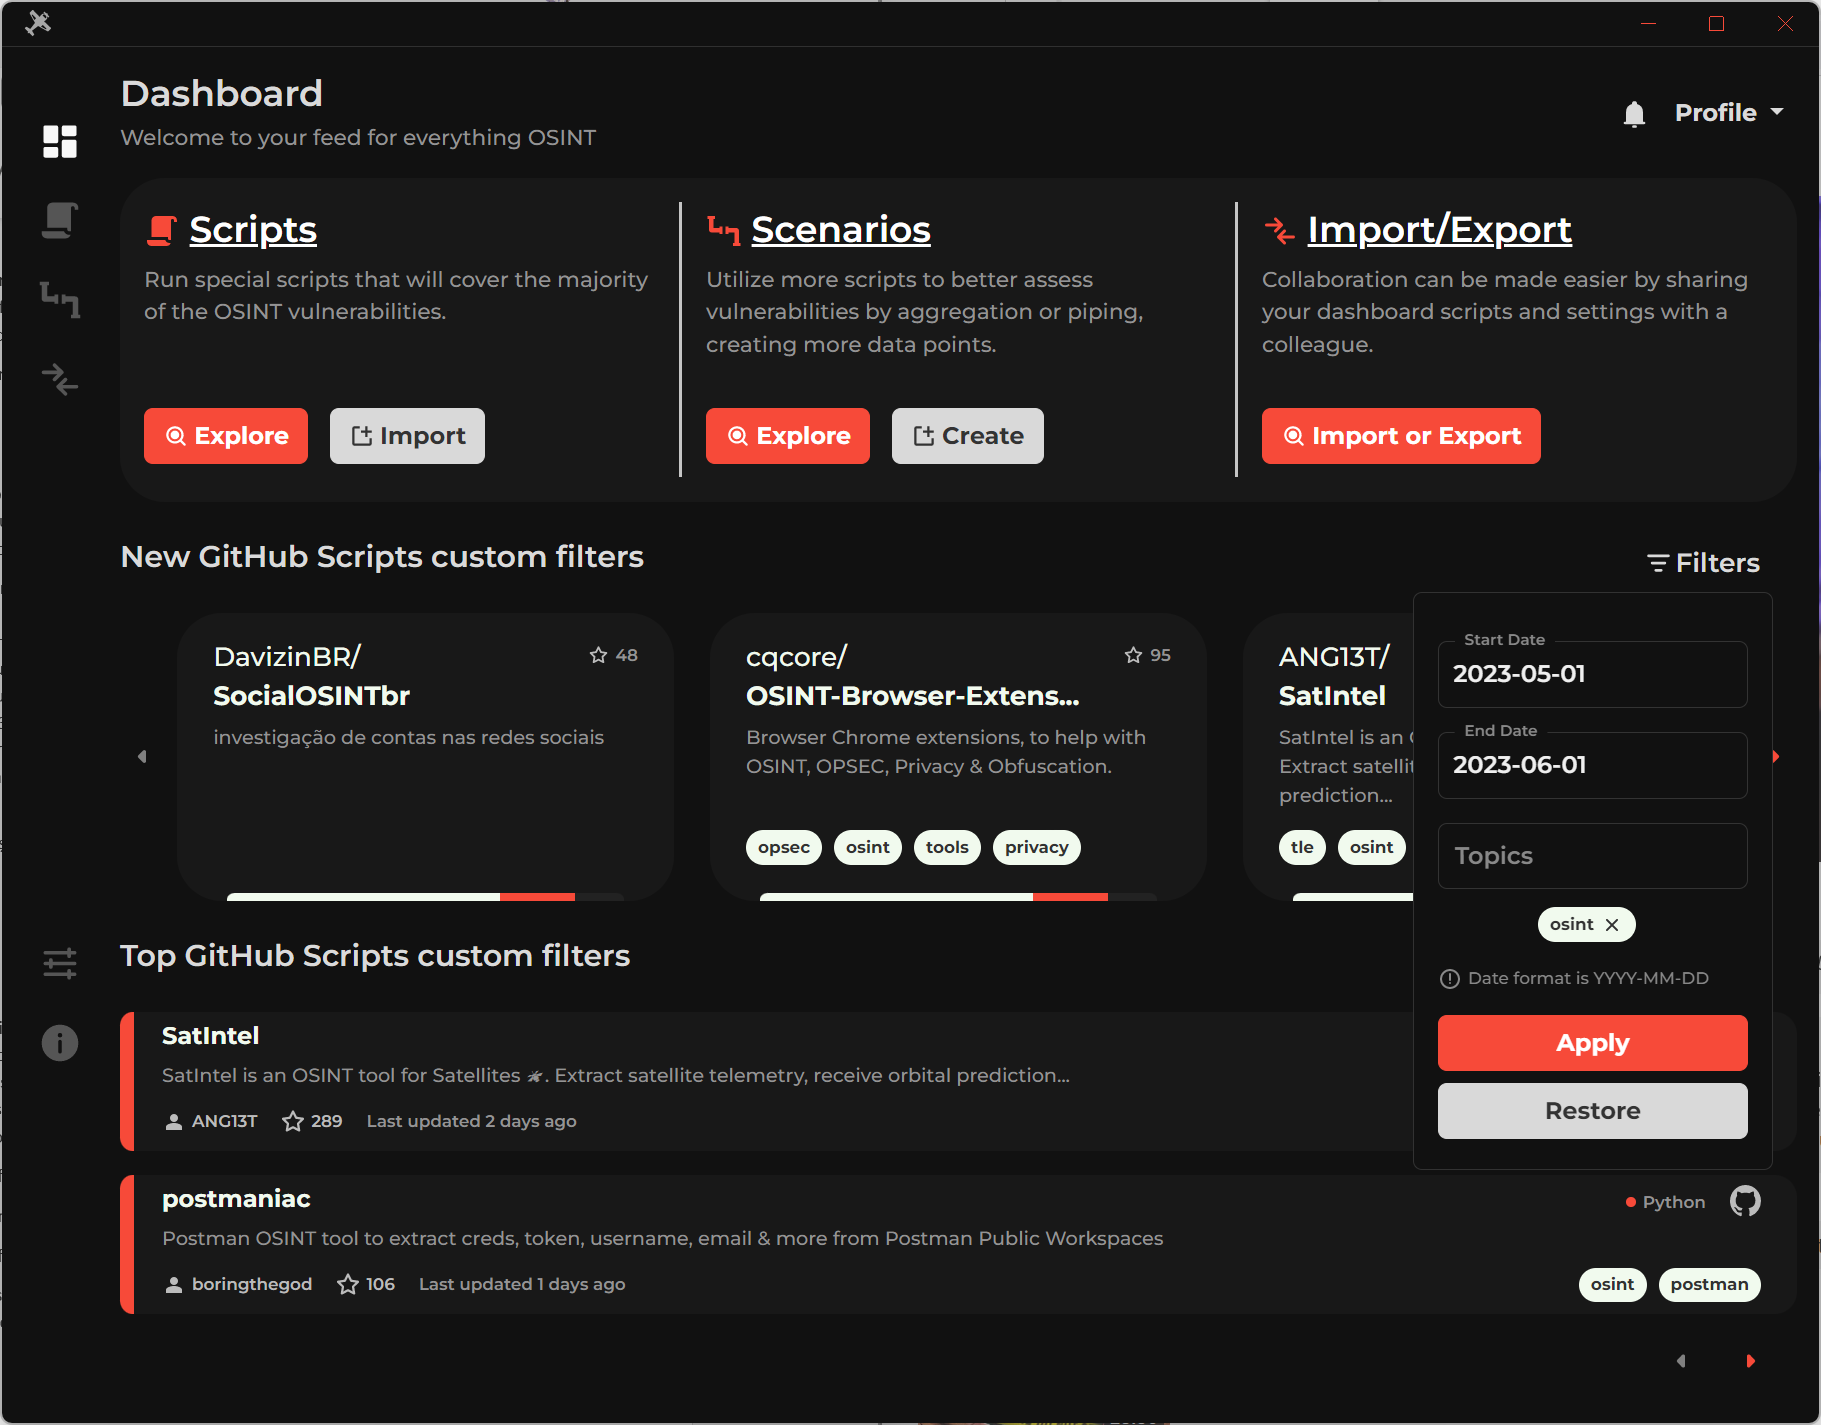 Dashboard
Welcome to your feed for everything OSINT
Profile
Scripts
Run special scripts that will cover the majority
of the OSINT vulnerabilities.
Explore
Import
Scenarios
Utilize more scripts to better assess
vulnerabilities by aggregation or piping,
creating more data points.
Explore
Create
Import/Export
Collaboration can be made easier by sharing
your dashboard scripts and settings with a
colleague.
Import or Export
New GitHub Scripts custom filters
Filters
DavizinBR/
48
SocialOSINTbr
investigação de contas nas redes sociais
cqcore/
95
OSINT-Browser-Extens...
Browser Chrome extensions, to help with
OSINT, OPSEC, Privacy & Obfuscation.
opsec
osint
tools
privacy
ANG13T/
SatIntel
SatIntel is an
Extract satellit
prediction...
tle
osint
Start Date
2023-05-01
End Date
2023-06-01
Topics
osint
Date format is YYYY-MM-DD
Apply
Restore
Top GitHub Scripts custom filters
SatIntel
SatIntel is an OSINT tool for Satellites 🛰. Extract satellite telemetry, receive orbital prediction...
ANG13T 289 Last updated 2 days ago
postmaniac
Python
Postman OSINT tool to extract creds, token, username, email & more from Postman Public Workspaces
boringthegod 106 Last updated 1 days ago
osint
postman